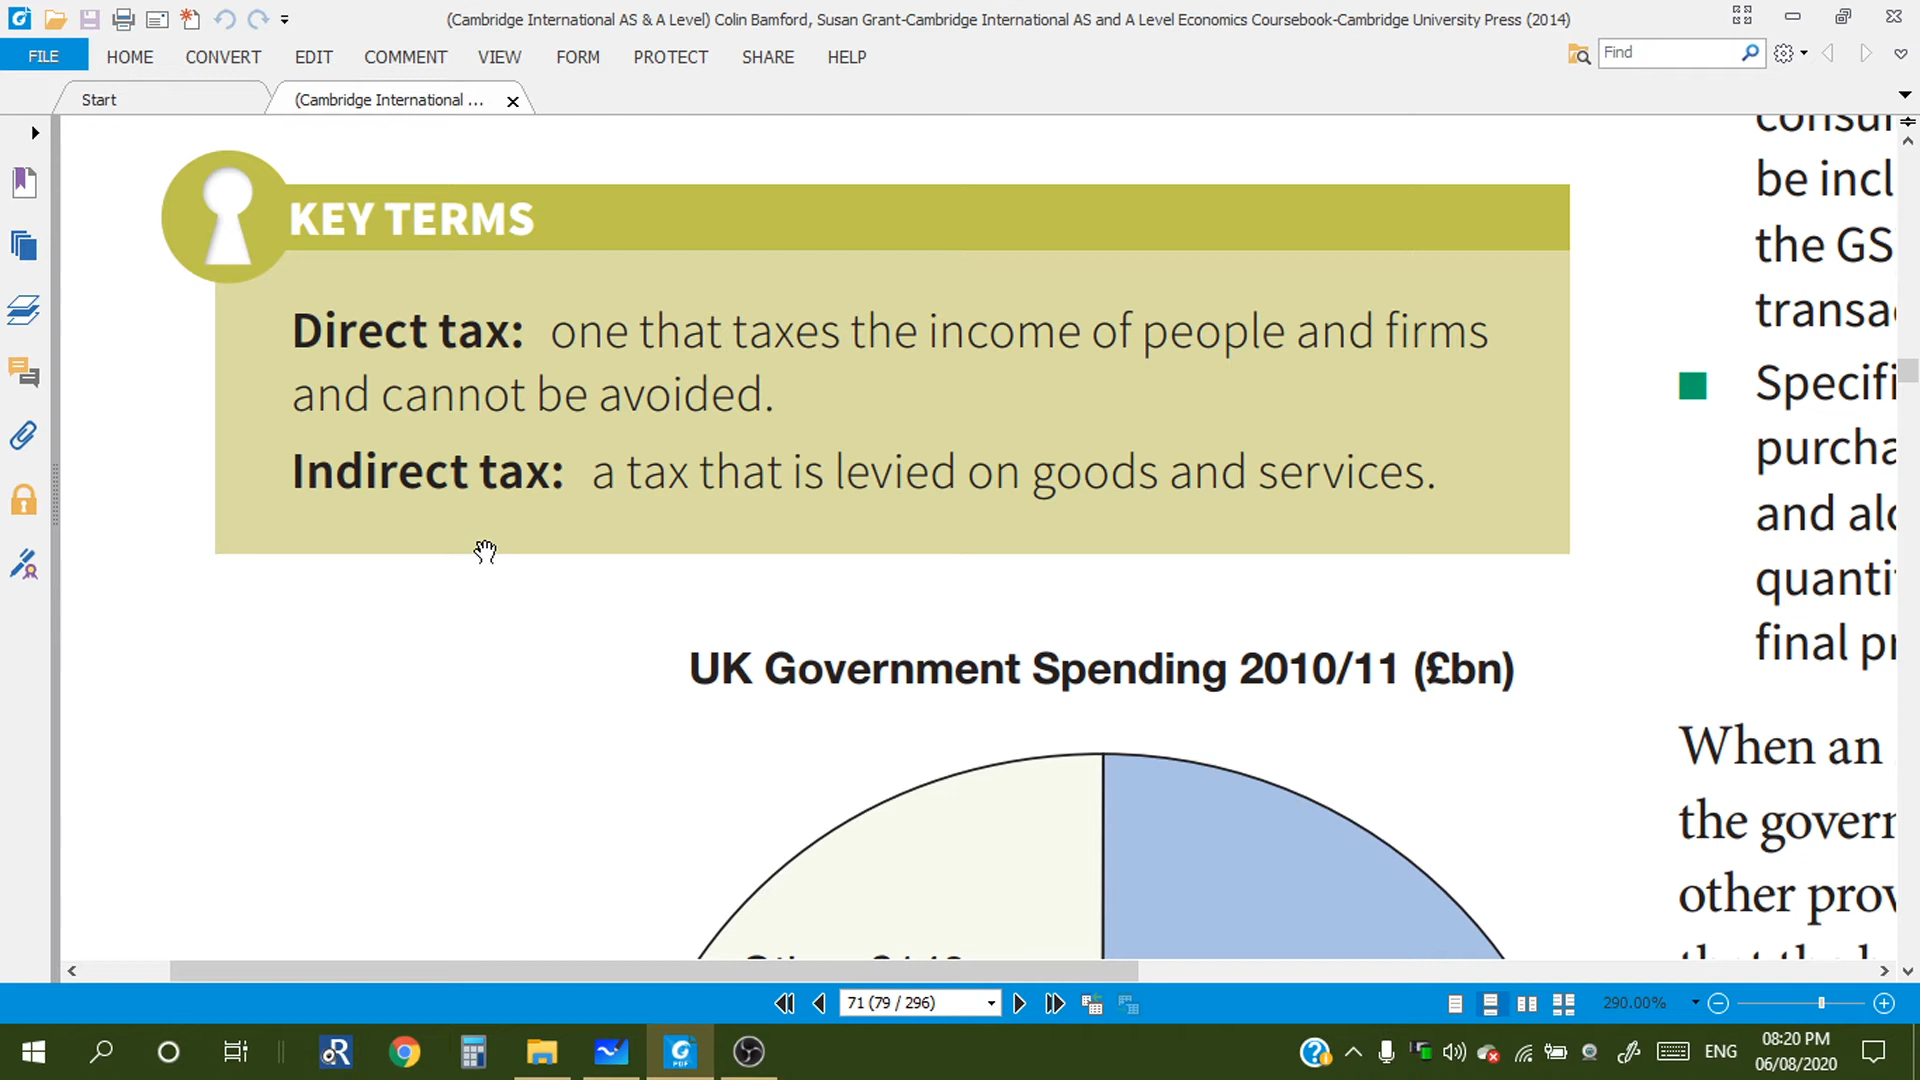 (Cambridge International AS & A Level) Colin Bamford, Susan Grant-Cambridge International AS and A Level Economics Coursebook-Cambridge University Press (2014)
FILE HOME CONVERT EDIT COMMENT VIEW FORM PROTECT SHARE HELP
Find
Start
(Cambridge International ...
KEY TERMS
Direct tax: one that taxes the income of people and firms
and cannot be avoided.
Indirect tax: a tax that is levied on goods and services.
UK Government Spending 2010/11 (£bn)
be incl
the GS
transa
Specifi
purcha
and alc
quanti
final pr
When an
the govern
other prov
71 (79 / 296)
290.00%
ENG
08:20 PM
06/08/2020